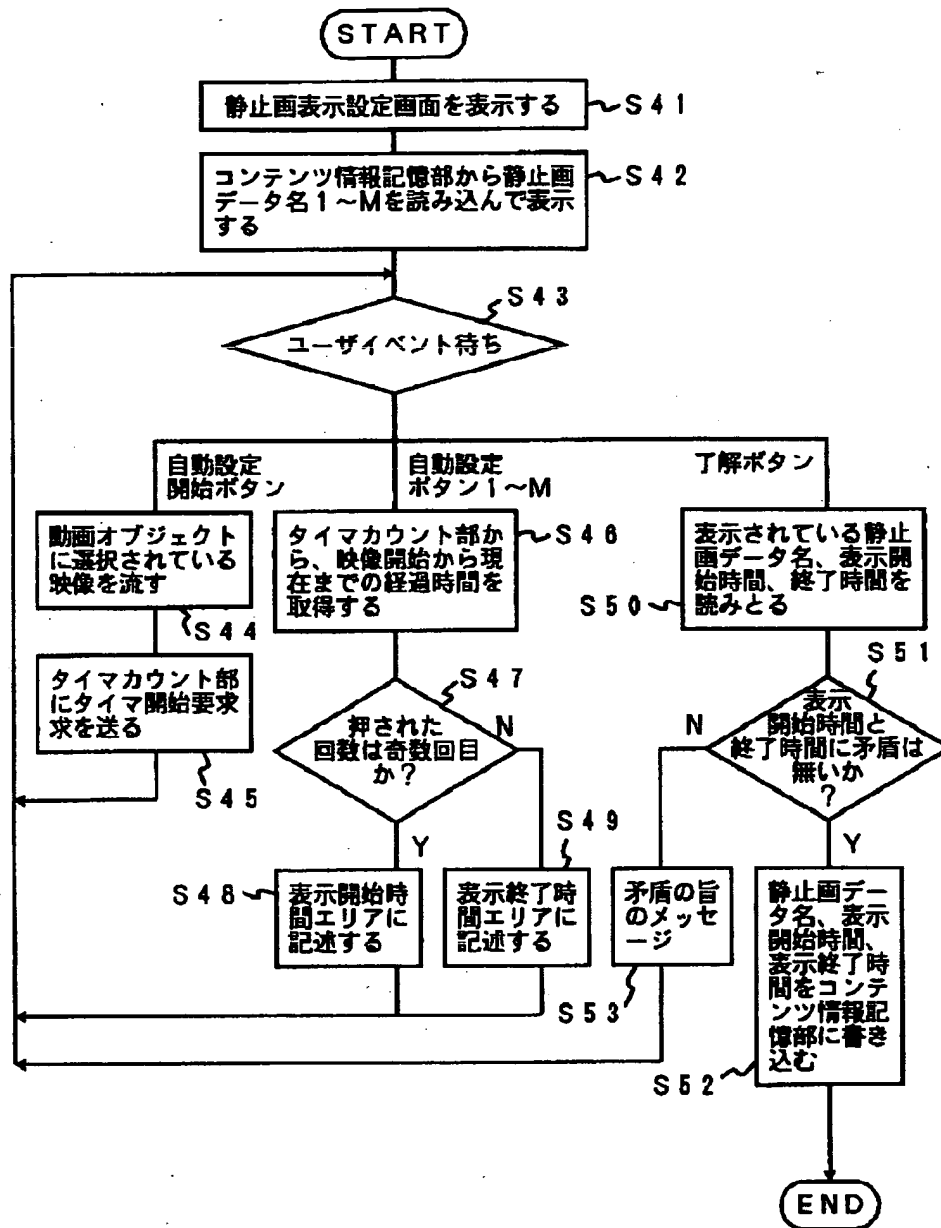 START
静止画表示設定画面を表示する
S41
コンテンツ情報記憶部から静止画
データ名1～Mを読み込んで表示
する
S42
S43
ユーザイベント待ち
自動設定
開始ボタン
自動設定
ボタン1～M
了解ボタン
動画オブジェクト
に選択されている
映像を流す
S44
タイマカウント部
にタイマ開始要求
求を送る
S45
タイマカウント部か
ら、映像開始から現
在までの経過時間を
取得する
S46
S47
押された
回数は奇数回目
か?
N
Y
S48
表示開始時
間エリアに
記述する
S49
表示終了時
間エリアに
記述する
表示されている静止
画データ名、表示開
始時間、終了時間を
読みとる
S50
S51
表示
開始時間と
終了時間に矛盾は
無いか
?
N
Y
矛盾の旨
のメッセ
ージ
S53
静止画デー
タ名、表示
開始時間、
表示終了時
間をコンテ
ンツ情報記
憶部に書き
込む
S52
END